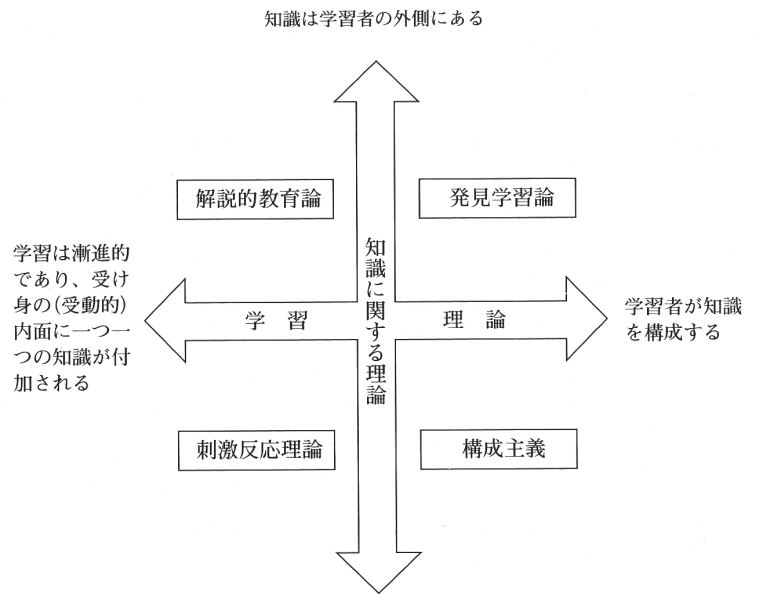 知識は学習者の外側にある
解説的教育論
発見学習論
知識に関する理論
学習は漸進的
であり、受け
身の(受動的)
内面に一つ一
つの知識が付
加される
学　習
理　論
学習者が知識
を構成する
刺激反応理論
構成主義